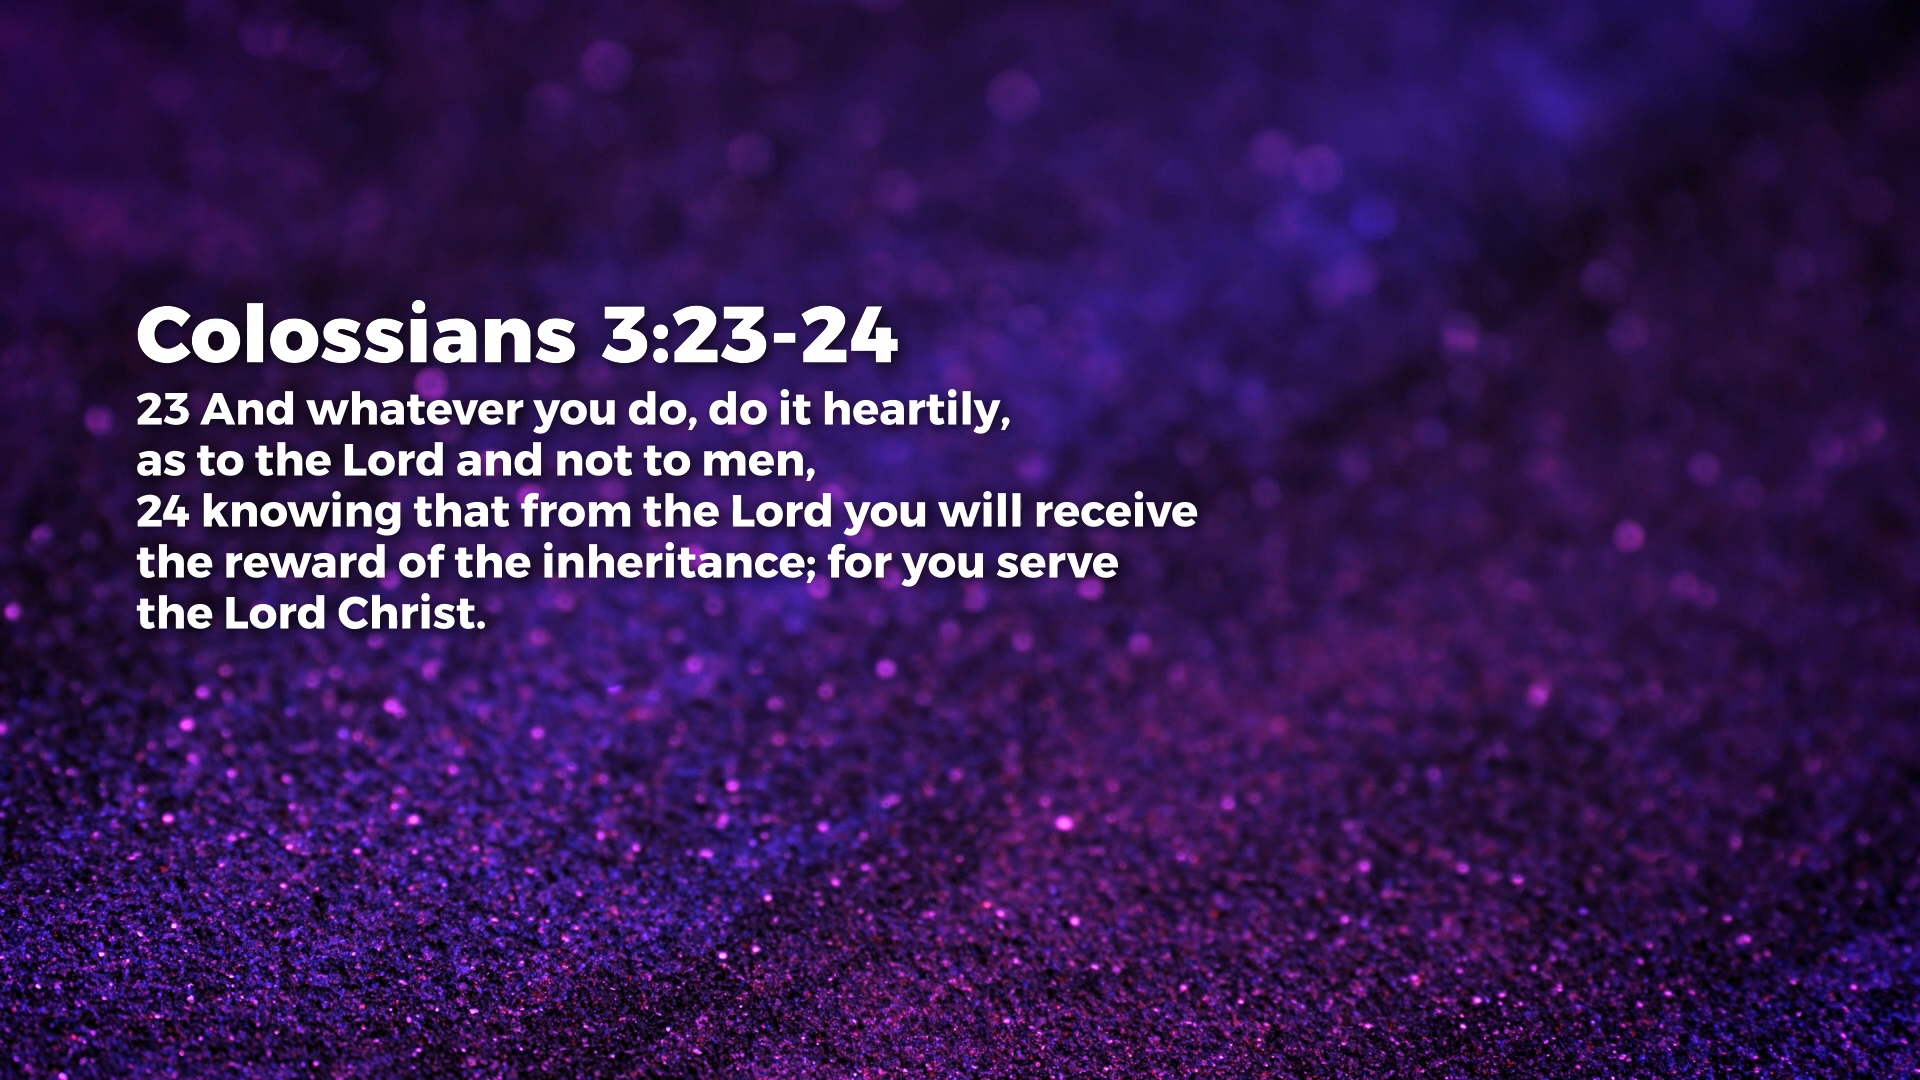 Colossians 3:23-24
23 And whatever you do, do it heartily,
as to the Lord and not to men,
24 knowing that from the Lord you will receive
the reward of the inheritance; for you serve
the Lord Christ.